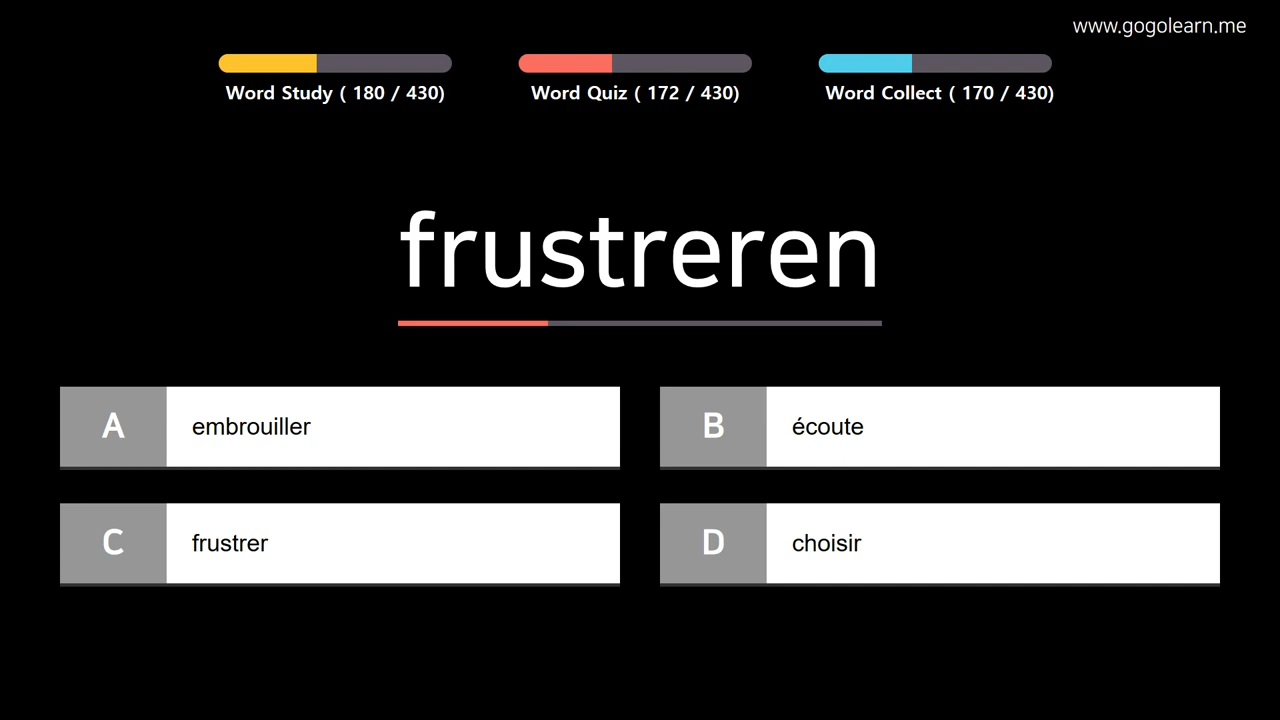 www.gogolearn.me
Word Study ( 180 / 430)
Word Quiz ( 172 / 430)
Word Collect ( 170 / 430)
frustreren
A embrouiller
B écoute
C frustrer
D choisir